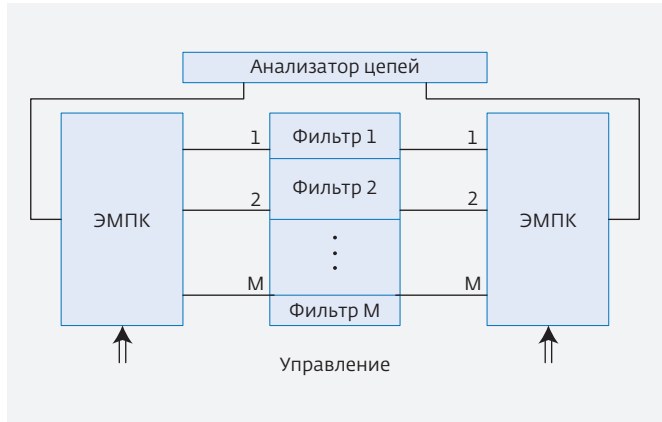 Анализатор цепей
1 Фильтр 1 1
2 Фильтр 2 2
ЭМПК ЭМПК
М М
Фильтр М
Управление